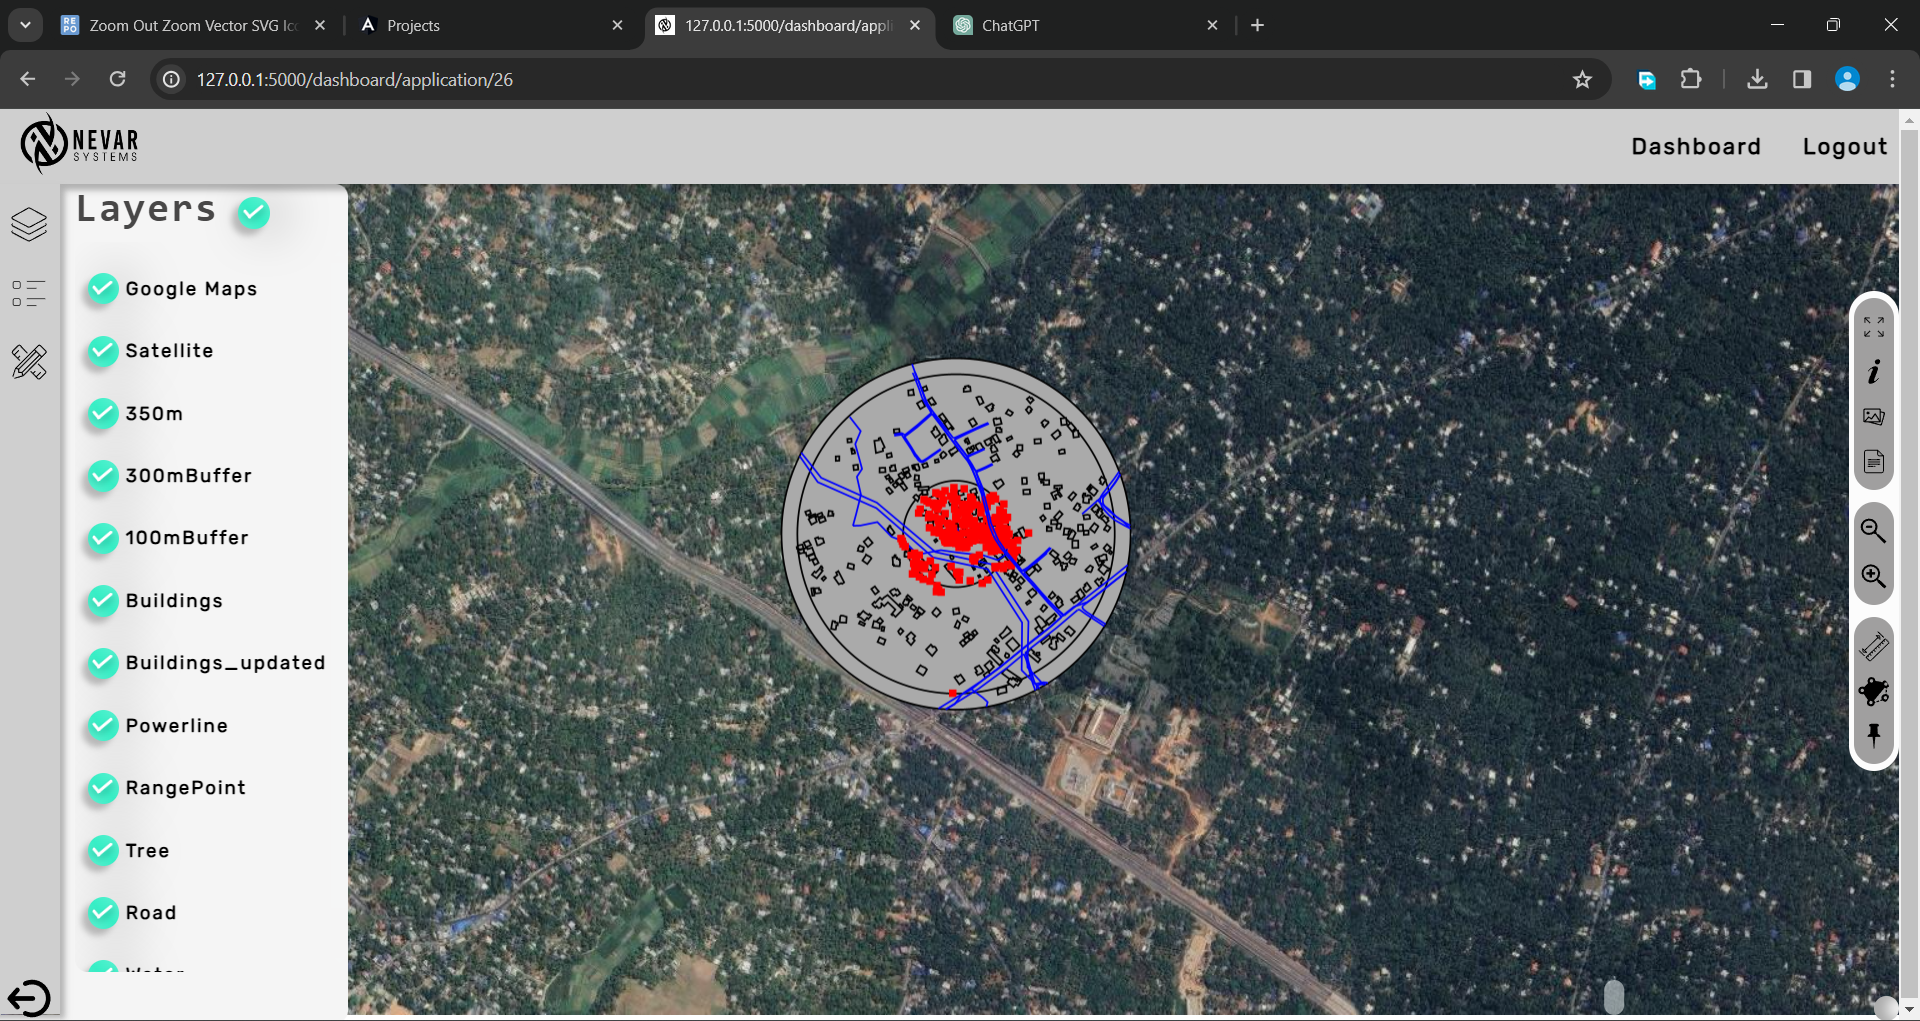 Zoom Out Zoom Vector SVG Ic
Projects
127.0.0.1:5000/dashboard/appli
ChatGPT
127.0.0.1:5000/dashboard/application/26
NEVAR
SYSTEMS
Dashboard
Logout
Layers
Google Maps
Satellite
350m
300mBuffer
100mBuffer
Buildings
Buildings_updated
Powerline
RangePoint
Tree
Road
Water